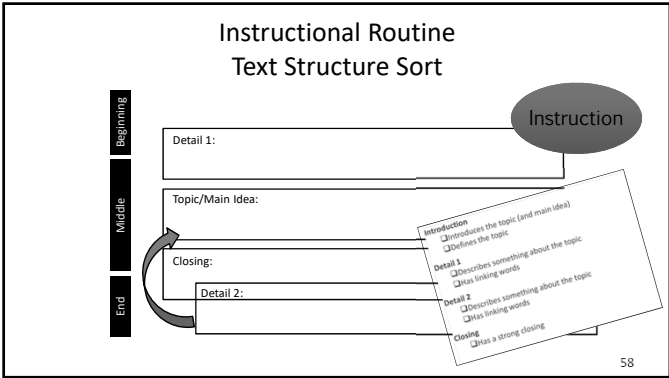 Instructional Routine
Text Structure Sort
Instruction
Beginning
Middle
End
Detail 1:
Topic/Main Idea:
Closing:
Detail 2:
Introduction
❑Introduces the topic (and main idea)
❑Defines the topic
Detail 1
❑Describes something about the topic
❑Has linking words
Detail 2
❑Describes something about the topic
❑Has linking words
Closing
❑Has a strong closing
58